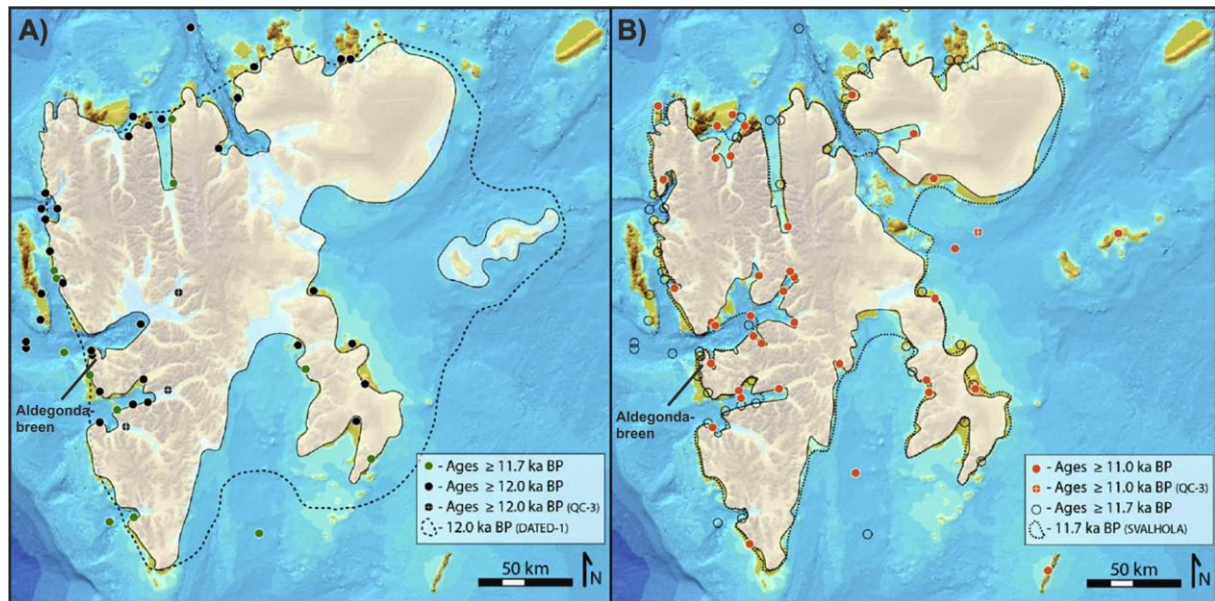 A)
Aldegonda-
breen
- Ages ≥ 11.7 ka BP
- Ages ≥ 12.0 ka BP
- Ages ≥ 12.0 ka BP (QC-3)
- 12.0 ka BP (DATED-1)
50 km
N
B)
Aldegonda-
breen
- Ages ≥ 11.0 ka BP
- Ages ≥ 11.0 ka BP (QC-3)
- Ages ≥ 11.7 ka BP
- 11.7 ka BP (SVALHOLA)
50 km
N